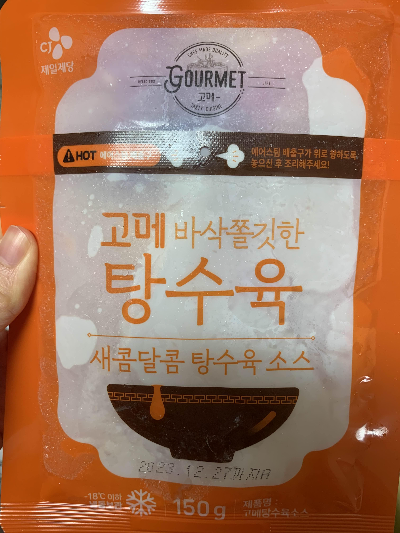 CJ
제일제당
GOURMET
고메
HOT
에어스팀 배출구가 위로 향하도록
놓으신 후 조리해주세요!
고메 바삭쫄깃한
탕수육
새콤달콤 탕수육 소스
2023.12.27까지
-18℃ 이하
냉동보관
150g
제품명 :
고메탕수육소스